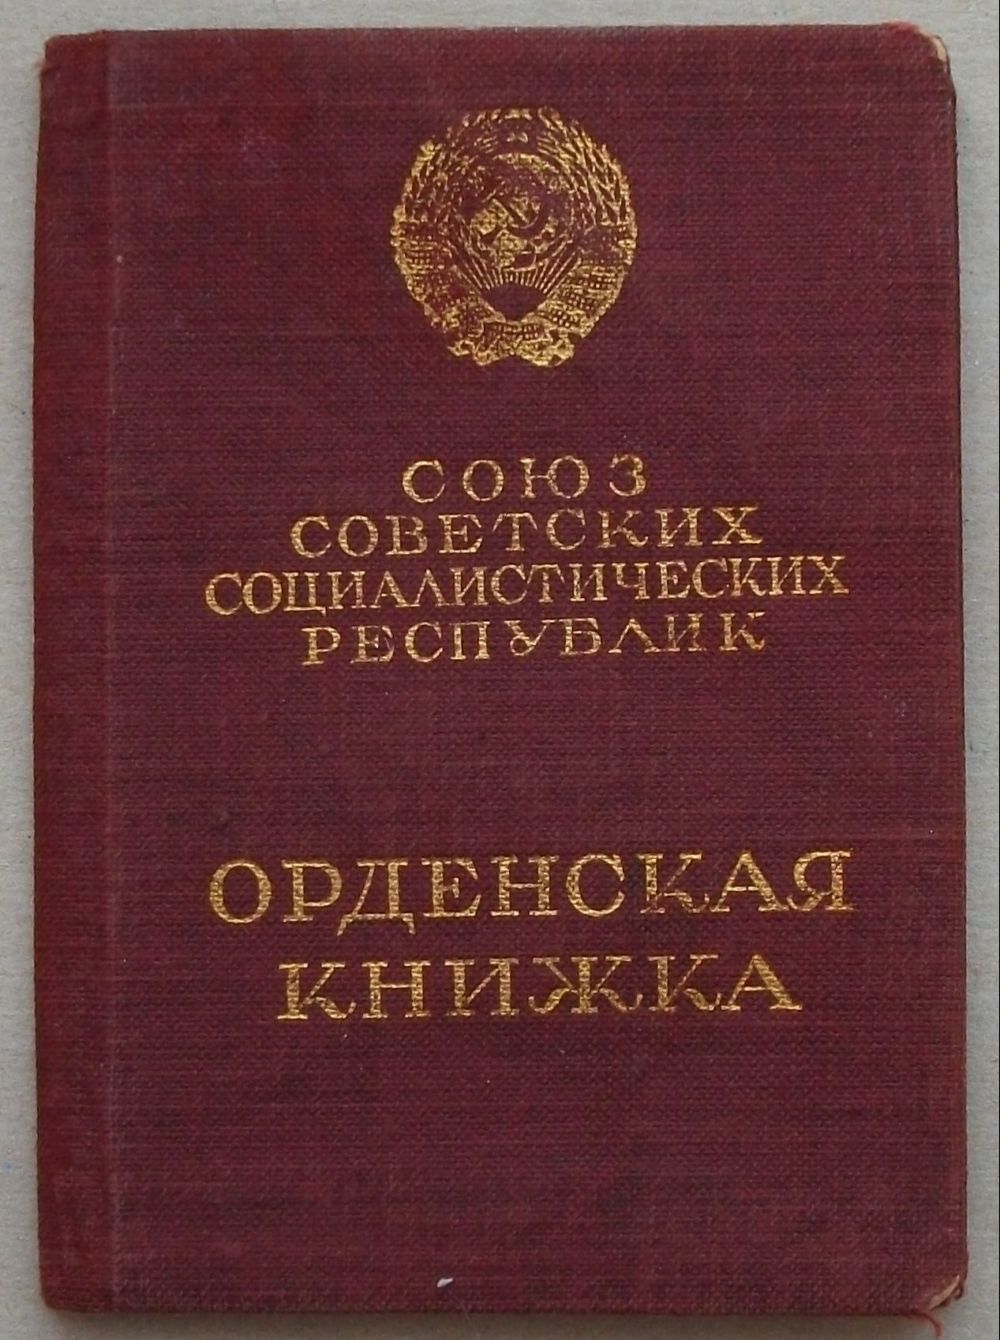 СОЮЗ
СОВЕТСКИХ
СОЦИАЛИСТИЧЕСКИХ
РЕСПУБЛИК
ОРДЕНСКАЯ
КНИЖКА